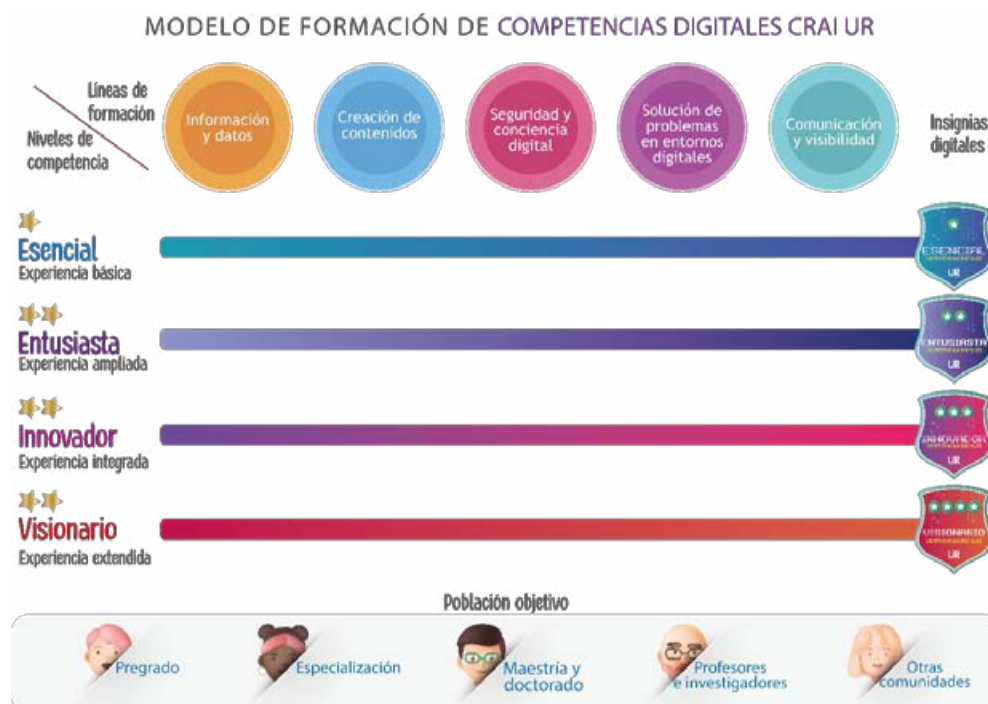 MODELO DE FORMACIÓN DE COMPETENCIAS DIGITALES CRAI UR
Líneas de
formación
Niveles de
competencia
Información
y datos
Creación de
contenidos
Seguridad y
conciencia
digital
Solución de
problemas
en entornos
digitales
Comunicación
y visibilidad
Insignias
digitales
Esencial
Experiencia básica
ESENCIAL
UR
Entusiasta
Experiencia ampliada
ENTUSIASTA
UR
Innovador
Experiencia integrada
INNOVADOR
UR
Visionario
Experiencia extendida
VISIONARIO
UR
Población objetivo
Pregrado
Especialización
Maestría y
doctorado
Profesores
e investigadores
Otras
comunidades